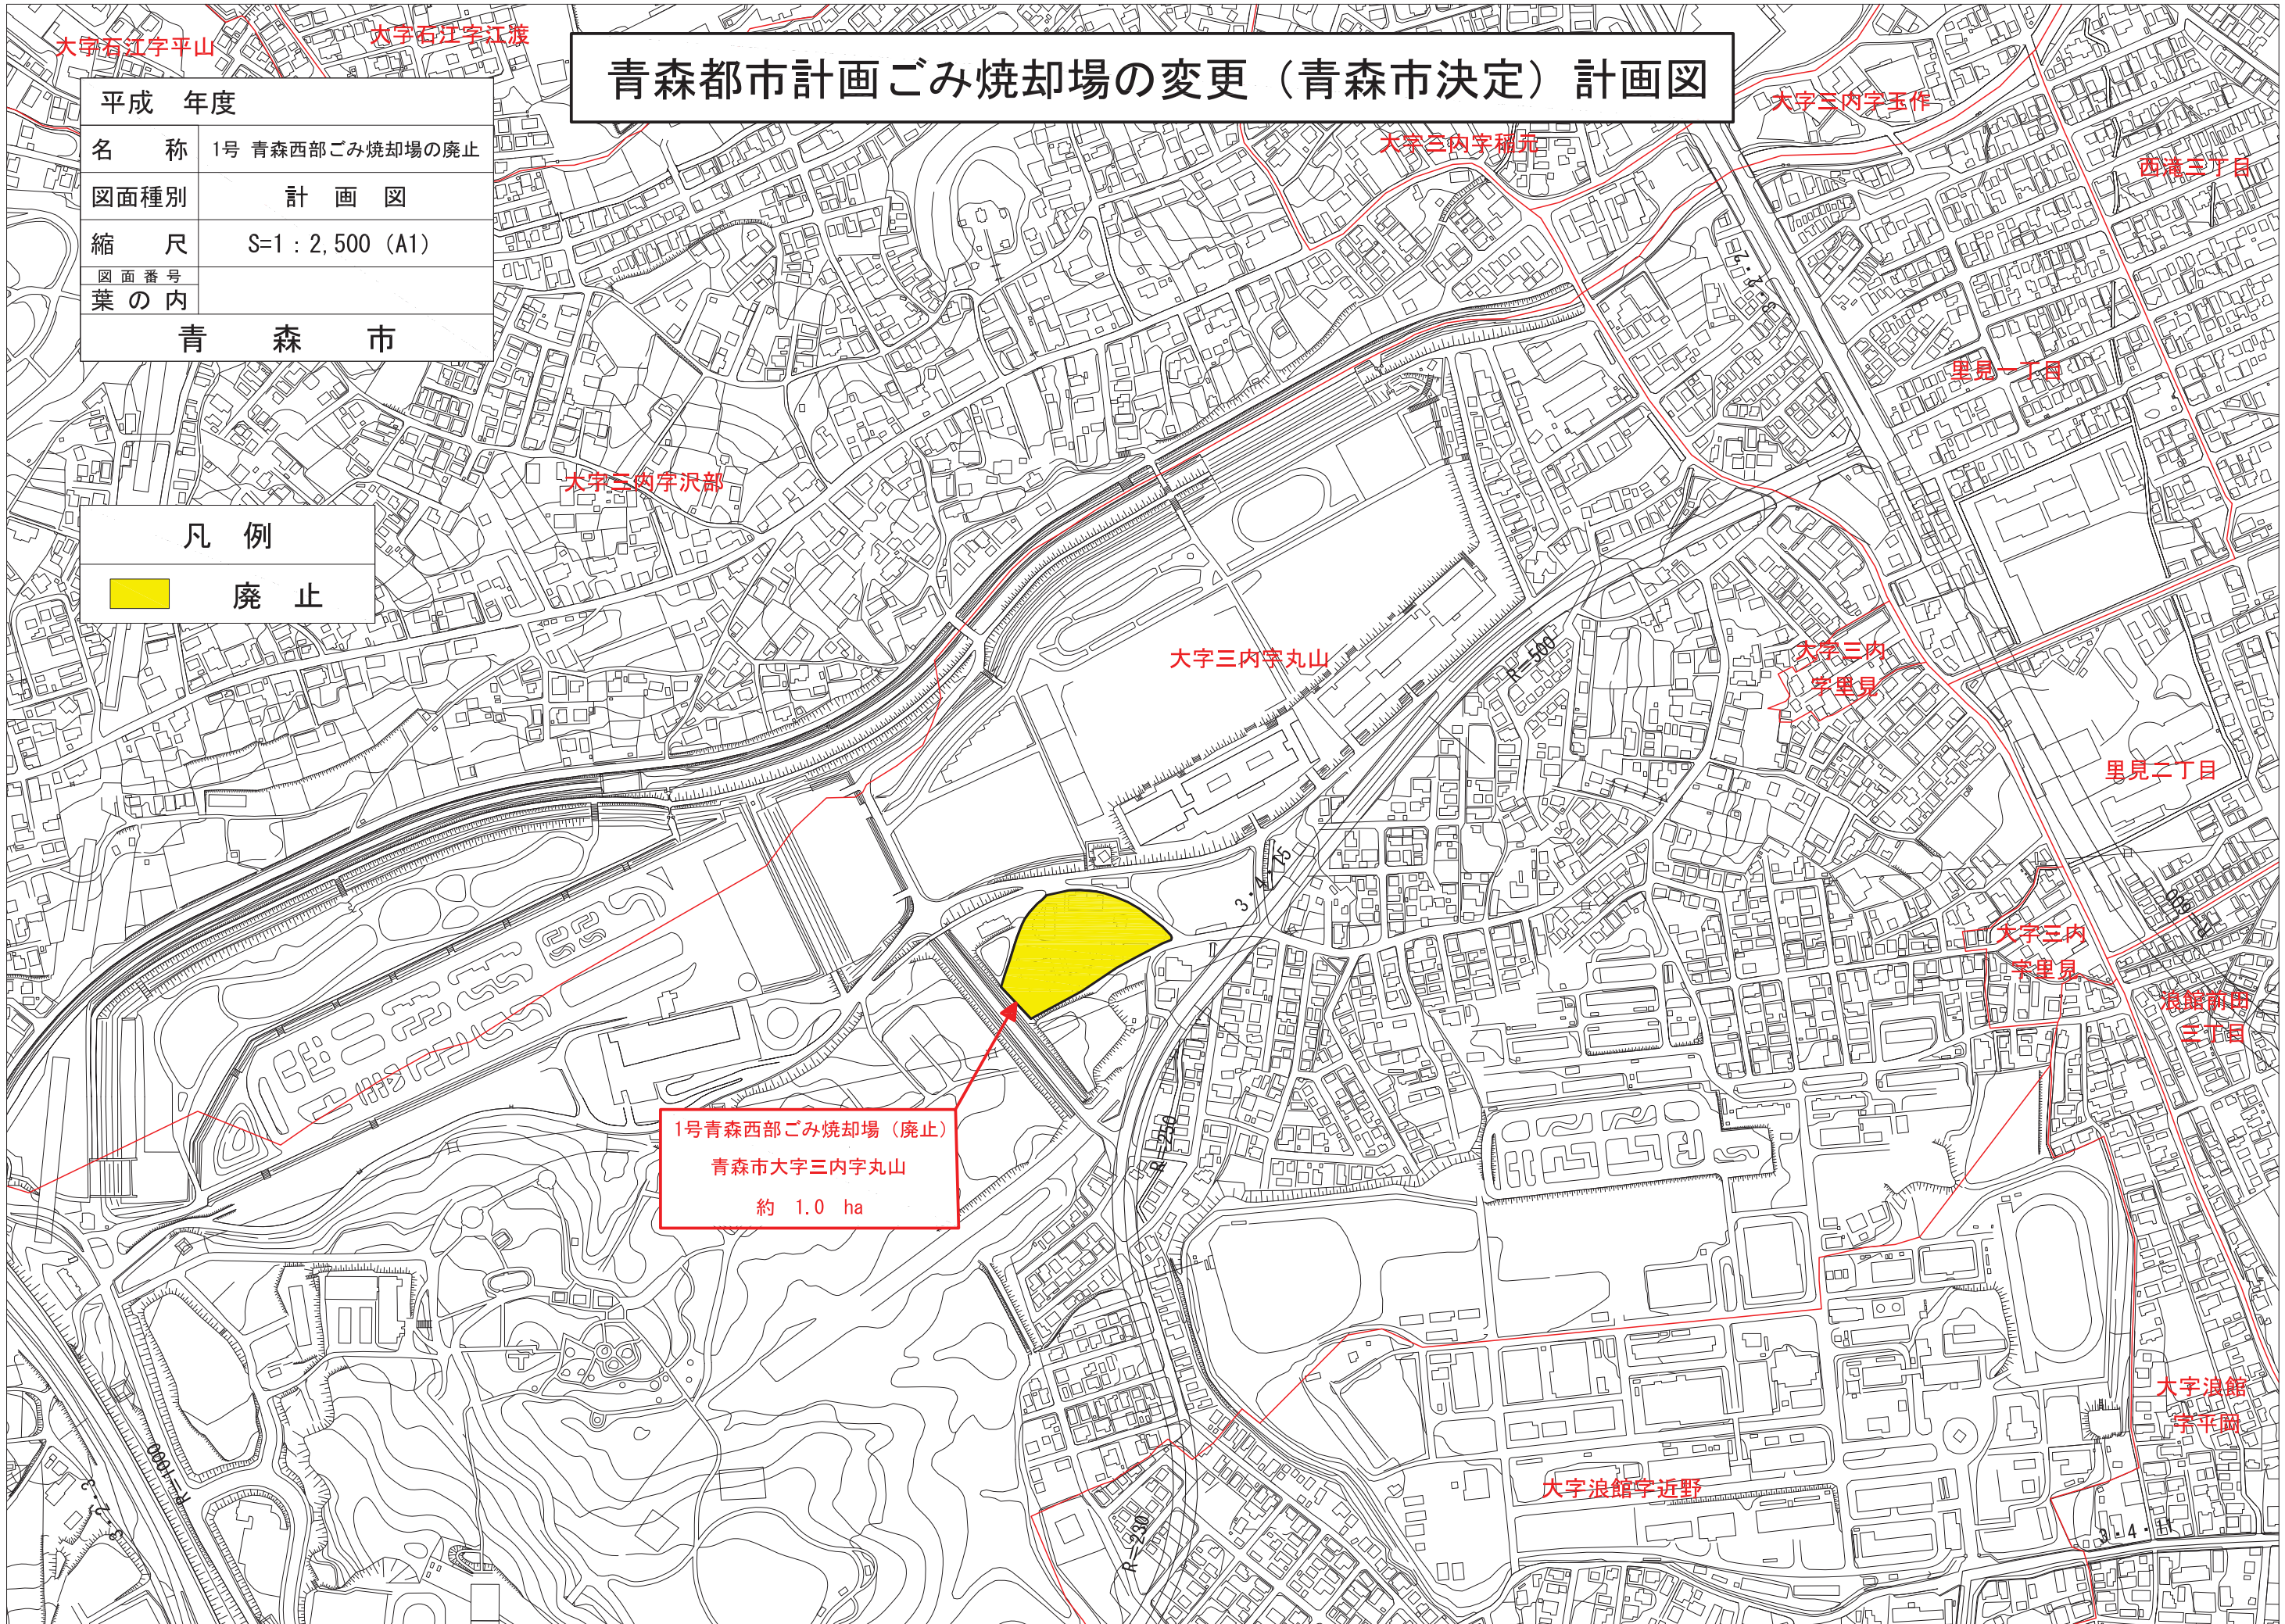 青森都市計画ごみ焼却場の変更（青森市決定）計画図
大字石江字平山
大字石江字江渡
平成　年度
名　称　1号 青森西部ごみ焼却場の廃止
図面種別　計　画　図
縮　尺　S=1：2,500（A1）
図面番号
葉の内
青　森　市
凡　例
廃　止
大字三内字玉作
大字三内字稲元
西滝三丁目
3・2・2
里見一丁目
大字三内字沢部
大字三内字丸山
R=500
大字三内
字里見
里見二丁目
3・4・15
R=600
大字三内
字里見
浪館前田
三丁目
1号青森西部ごみ焼却場（廃止）
青森市大字三内字丸山
約　1.0　ha
R=250
大字浪館
字平岡
R=1000
3・2・3
大字浪館字近野
R=230
3・4・11